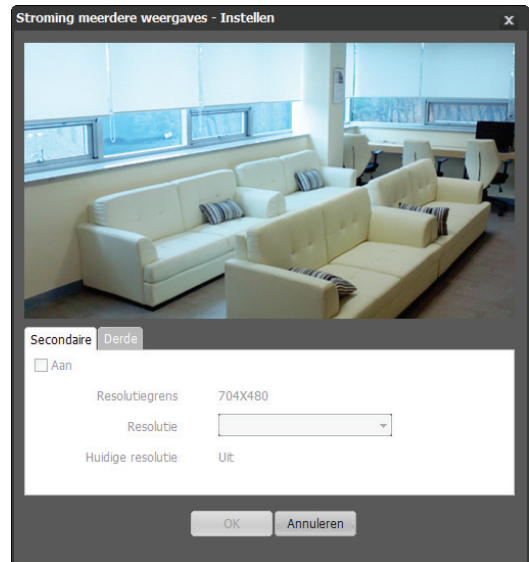 Stroming meerdere weergaves - Instellen x
Secondaire Derde
Aan
Resolutiegrens 704X480
Resolutie
Huidige resolutie Uit
OK Annuleren